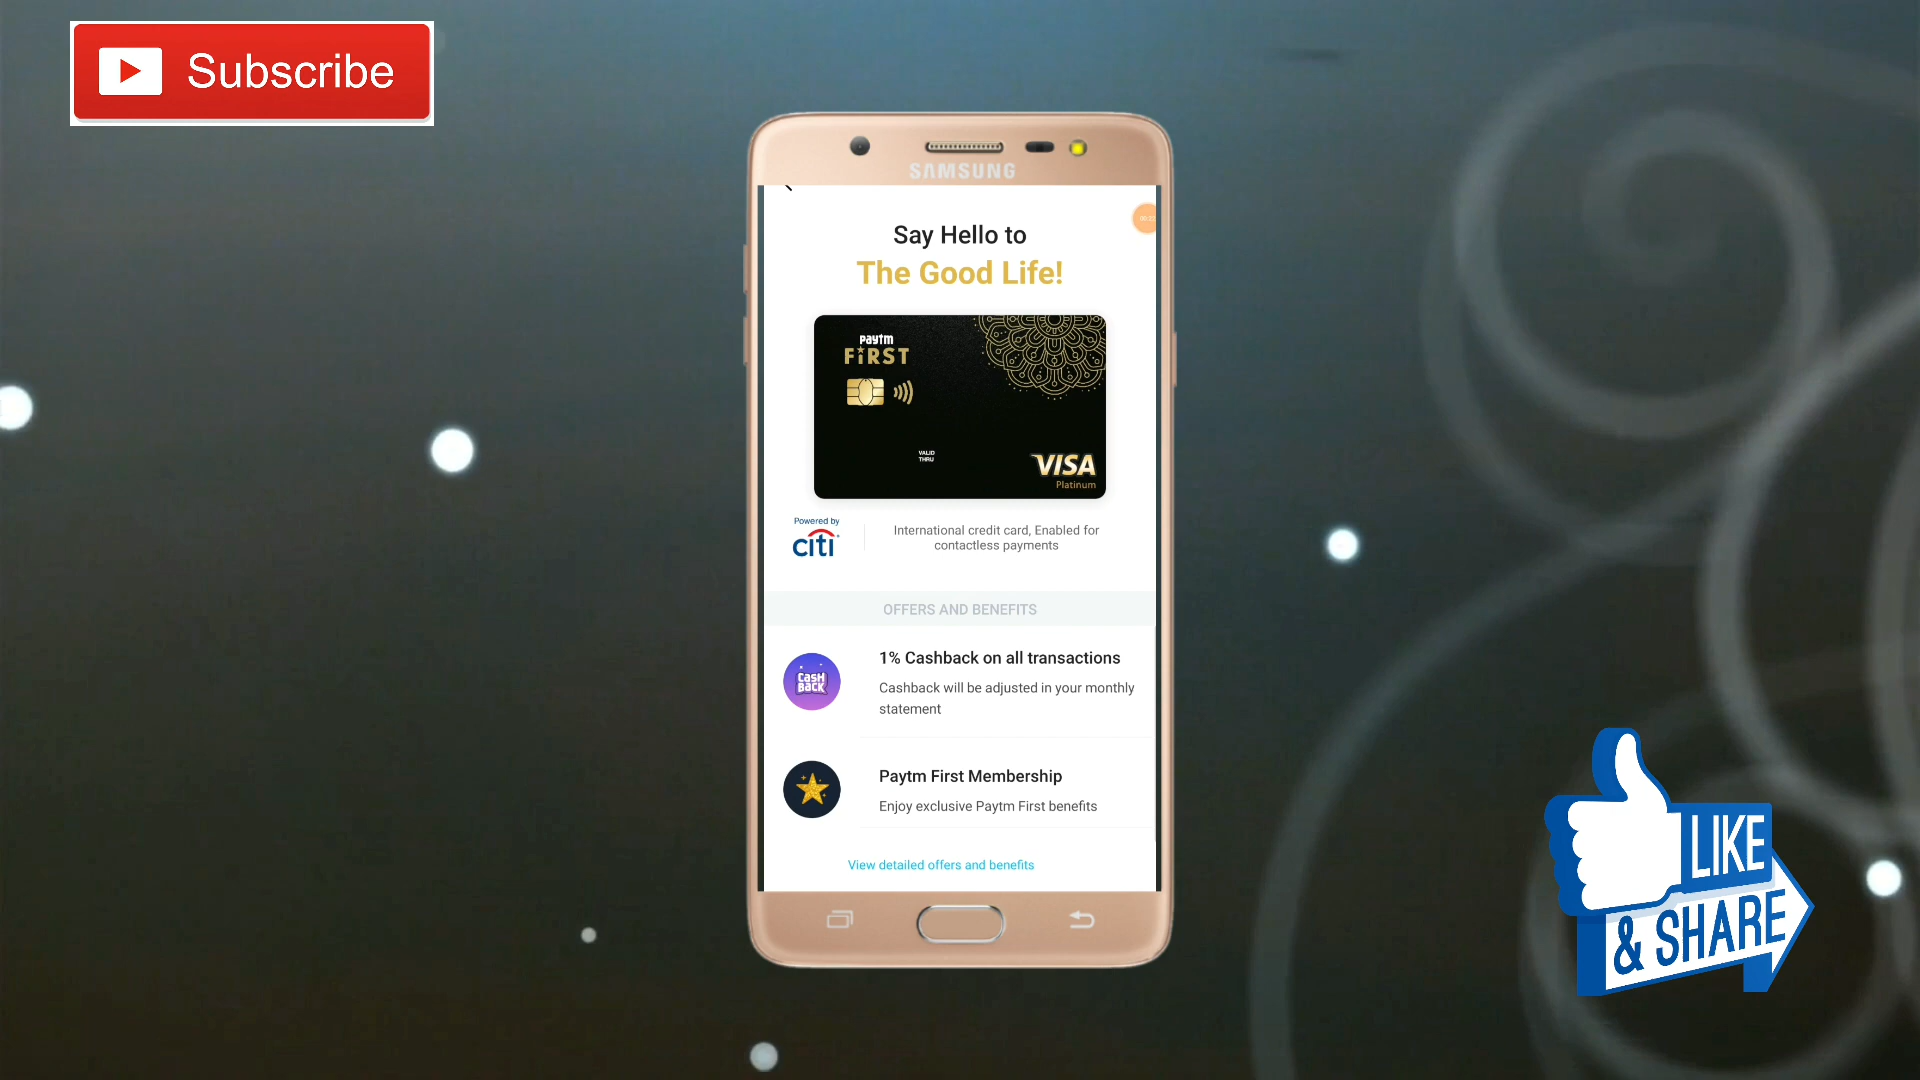 Subscribe
SAMSUNG
Say Hello to
The Good Life!
paytm
FiRST
VALID
THRU
VISA
Platinum
Powered by
citi
International credit card, Enabled for
contactless payments
OFFERS AND BENEFITS
CASH
BACK
1% Cashback on all transactions
Cashback will be adjusted in your monthly
statement
Paytm First Membership
Enjoy exclusive Paytm First benefits
View detailed offers and benefits
LIKE
& SHARE